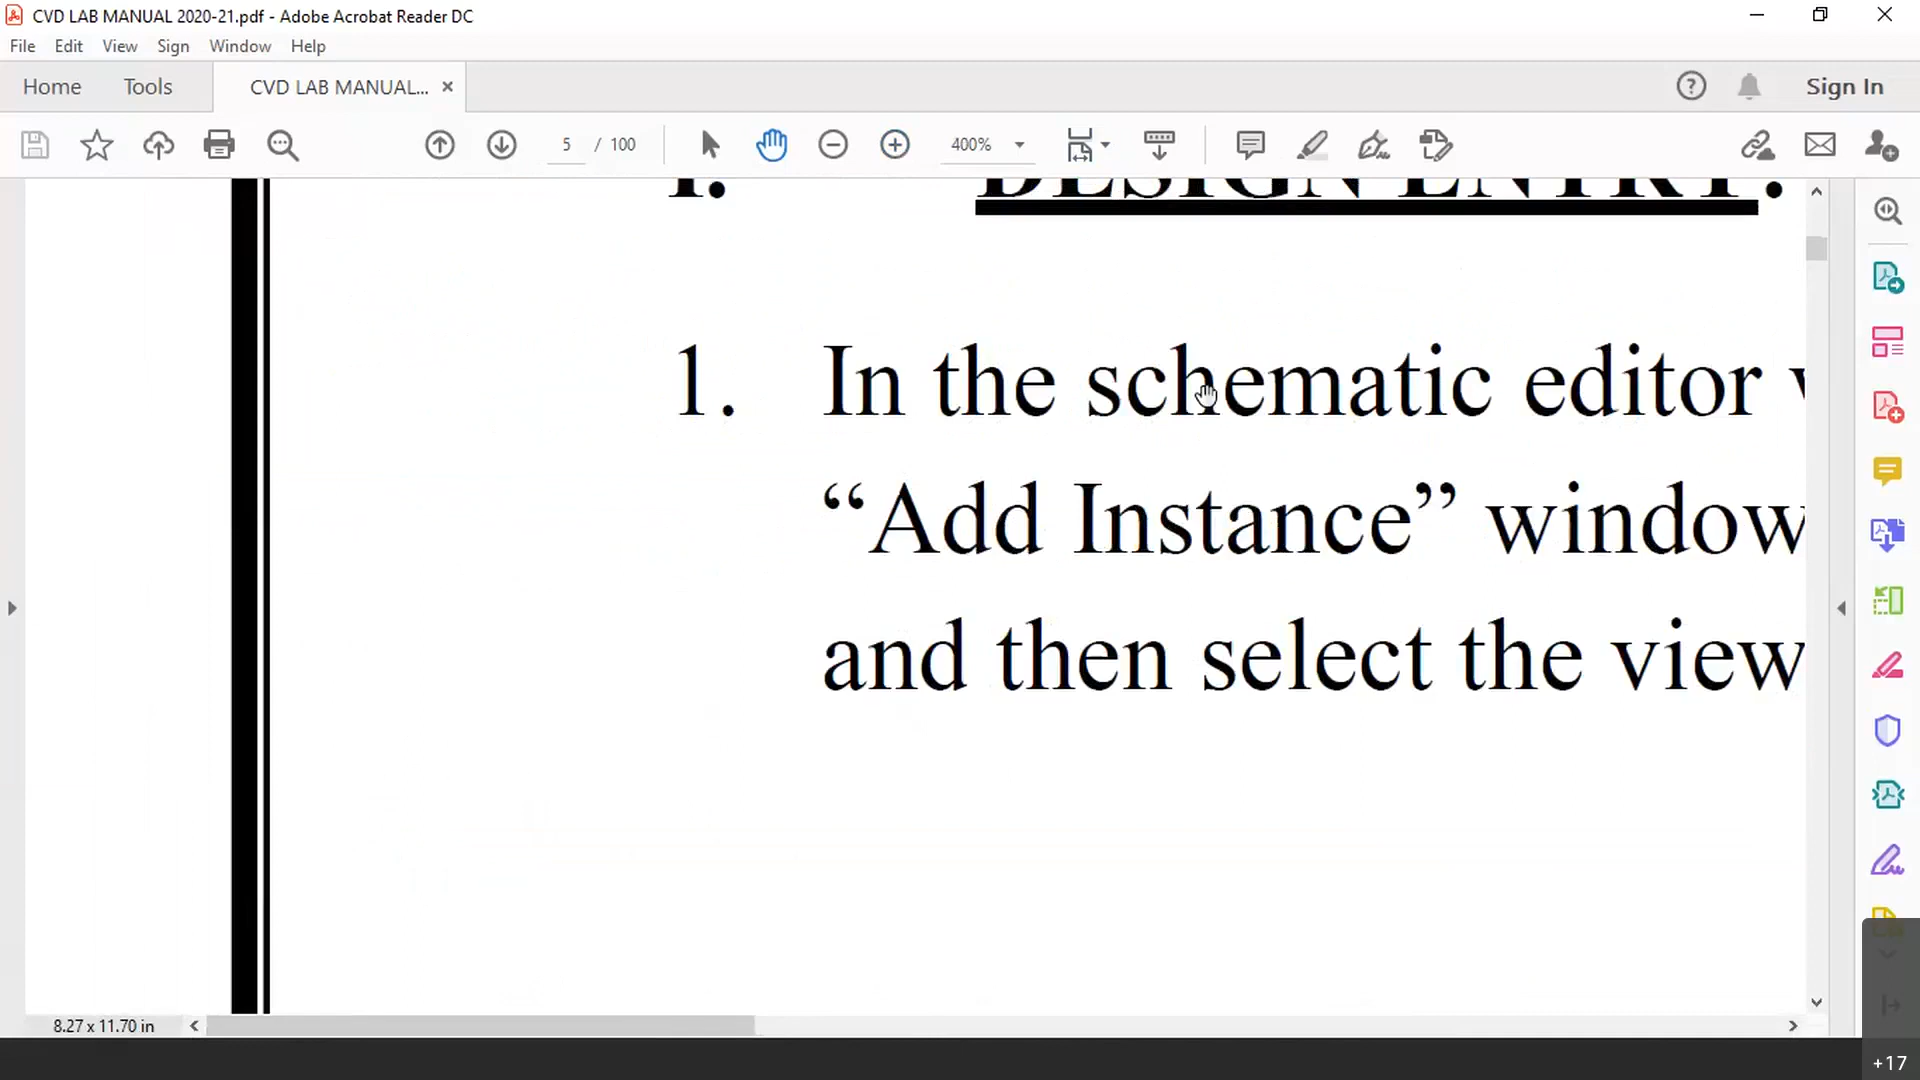 CVD LAB MANUAL 2020-21.pdf - Adobe Acrobat Reader DC
File Edit View Sign Window Help
Home Tools CVD LAB MANUAL... × Sign In
5 / 100 400%
I. DESIGN ENTRY:
1. In the schematic editor
“Add Instance” window
and then select the view
8.27 x 11.70 in
+17